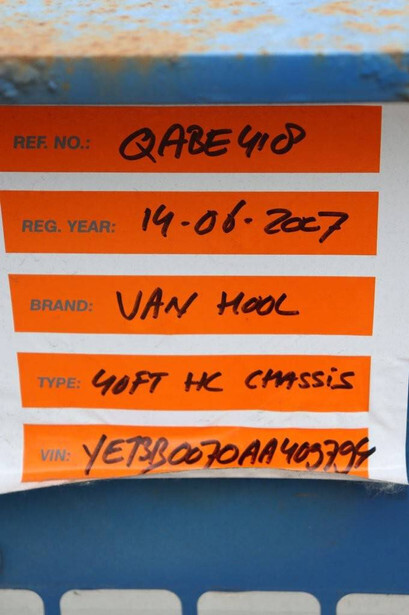 REF. NO.: QABE418
REG. YEAR: 14-06-2007
BRAND: VAN HOOL
TYPE: 40FT HC CHASSIS
VIN: